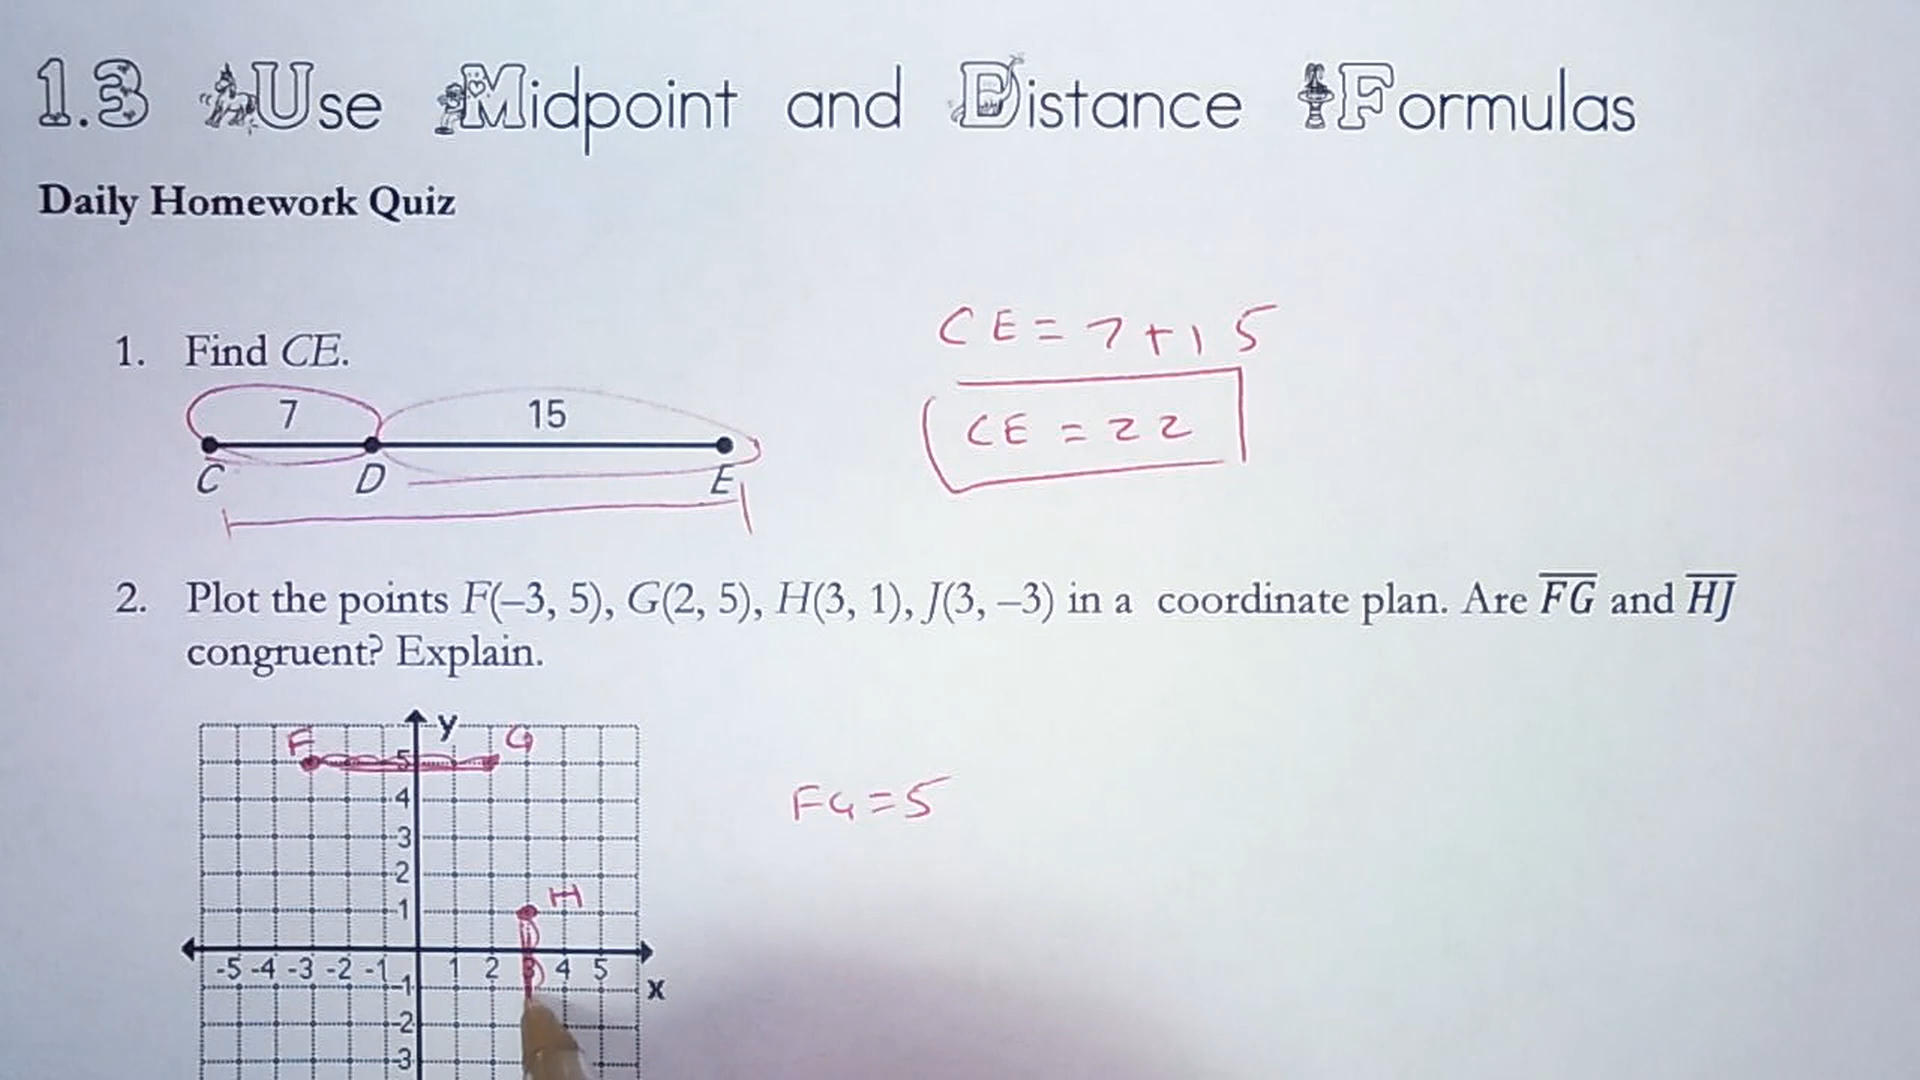 1.3 Use Midpoint and Distance Formulas
Daily Homework Quiz
1. Find CE.
7 15
C D E
CE = 7 + 15
CE = 22
2. Plot the points F(–3, 5), G(2, 5), H(3, 1), J(3, –3) in a coordinate plan. Are FG and HJ
congruent? Explain.
y
F G
5
4
3
2
H
1
-5 -4 -3 -2 -1 1 2 3 4 5
x
-1
-2
-3
FG = 5